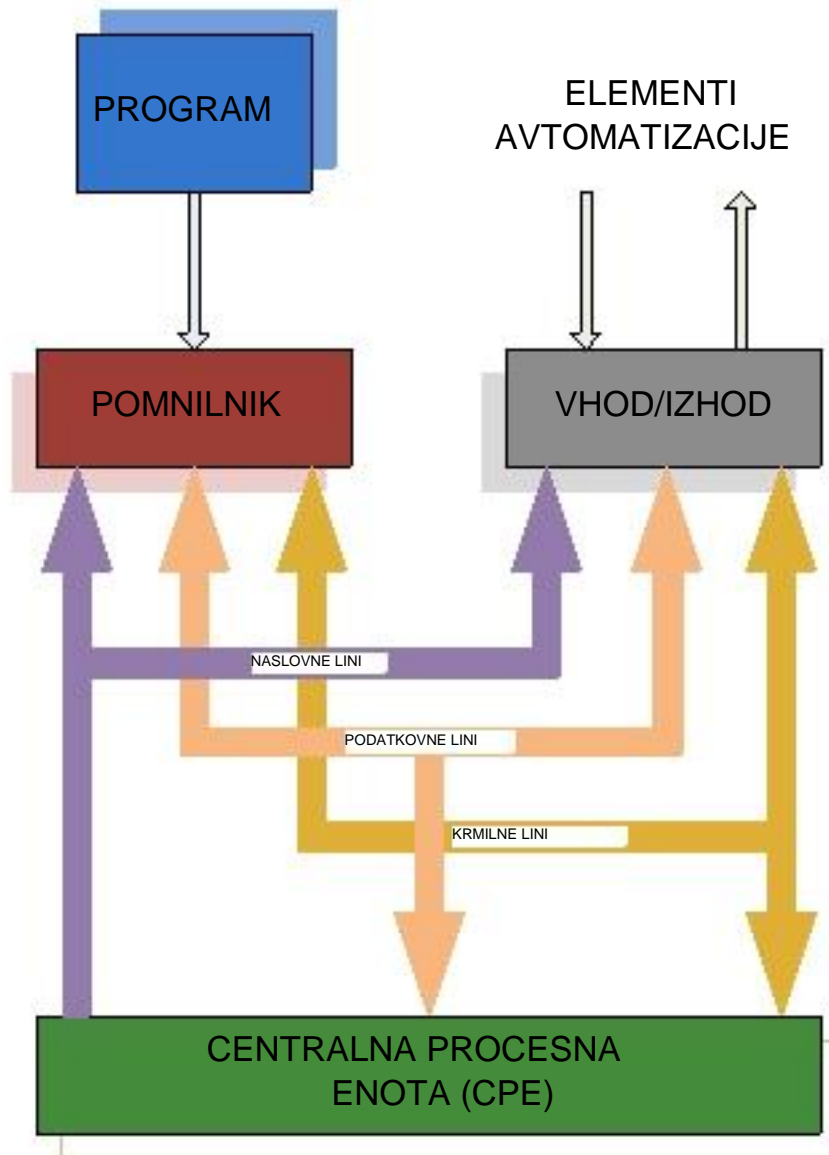 PROGRAM
ELEMENTI
AVTOMATIZACIJE
POMNILNIK
VHOD/IZHOD
NASLOVNE LINI
PODATKOVNE LINI
KRMILNE LINI
CENTRALNA PROCESNA
ENOTA (CPE)